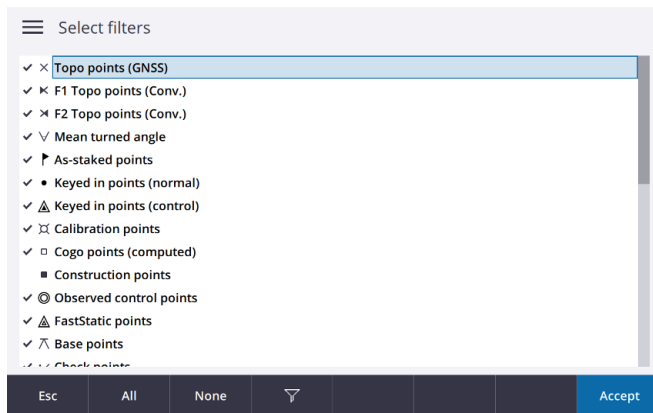 Select filters
Topo points (GNSS)
F1 Topo points (Conv.)
F2 Topo points (Conv.)
Mean turned angle
As-staked points
Keyed in points (normal)
Keyed in points (control)
Calibration points
Cogo points (computed)
Construction points
Observed control points
FastStatic points
Base points
Check points
Esc All None Accept